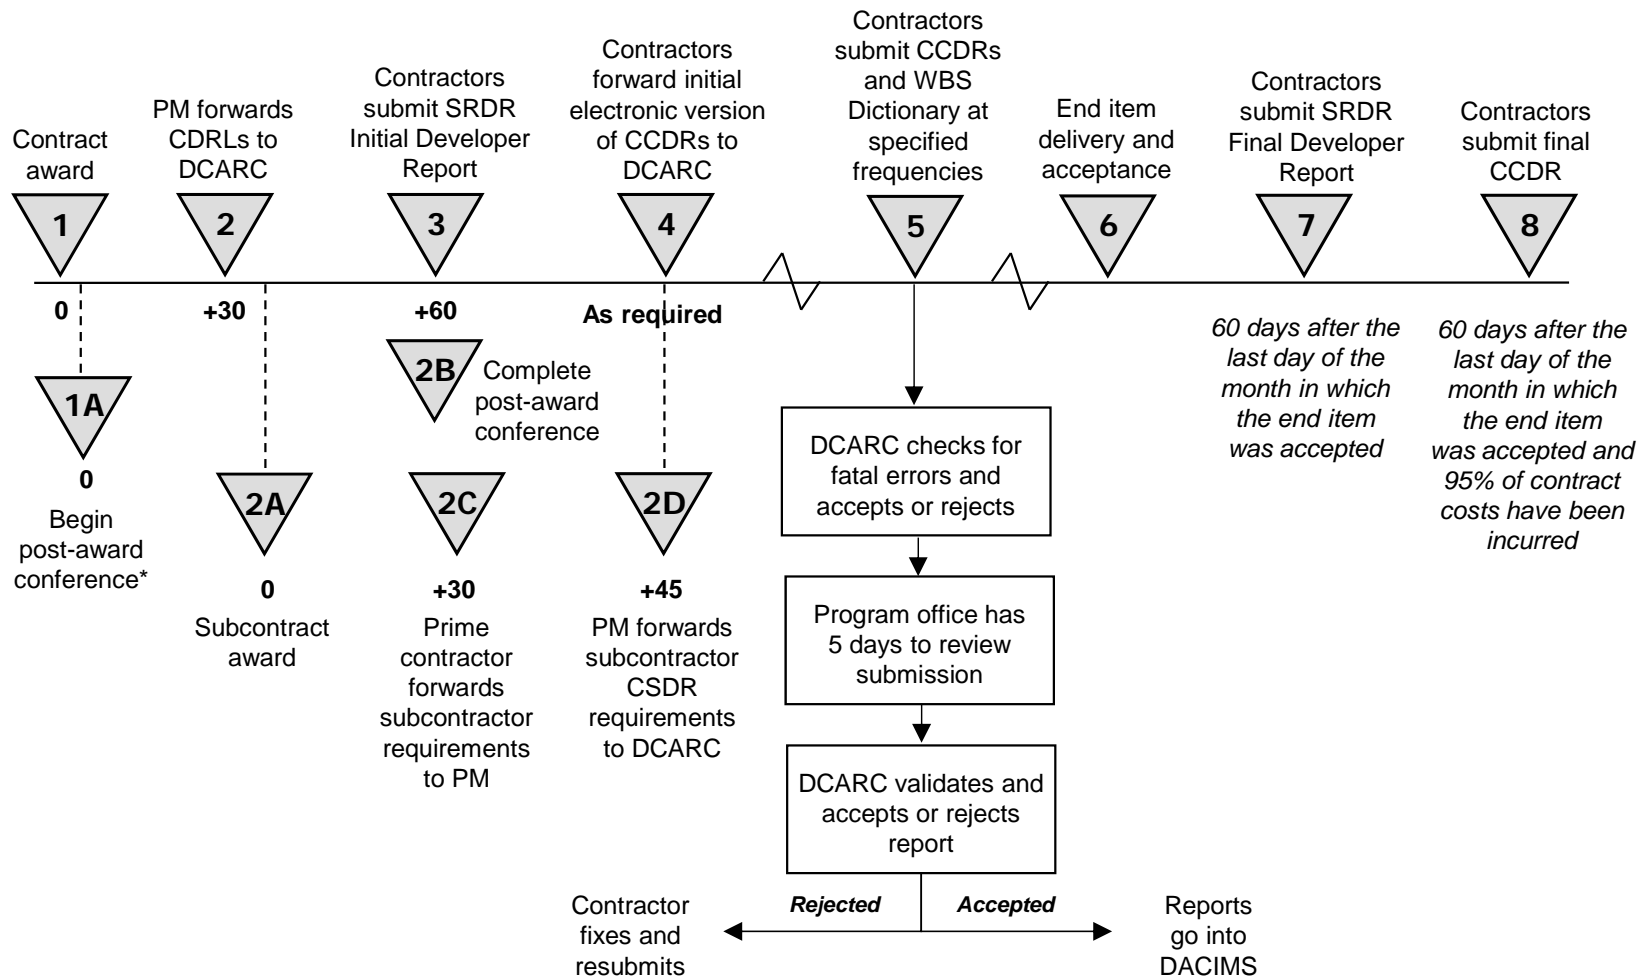 Contract
award
1
0
PM forwards
CDRLs to
DCARC
2
+30
Contractors
submit SRDR
Initial Developer
Report
3
+60
Contractors
forward initial
electronic version
of CCDRs to
DCARC
4
As required
Contractors
submit CCDRs
and WBS
Dictionary at
specified
frequencies
5
End item
delivery and
acceptance
6
Contractors
submit SRDR
Final Developer
Report
7
60 days after the
last day of the
month in which
the end item
was accepted
Contractors
submit final
CCDR
8
60 days after the
last day of the
month in which
the end item
was accepted and
95% of contract
costs have been
incurred
1A
0
Begin
post-award
conference*
2A
0
Subcontract
award
2B
Complete
post-award
conference
2C
+30
Prime
contractor
forwards
subcontractor
requirements
to PM
2D
+45
PM forwards
subcontractor
CSDR
requirements
to DCARC
DCARC checks for
fatal errors and
accepts or rejects
Program office has
5 days to review
submission
DCARC validates and
accepts or rejects
report
Rejected
Accepted
Contractor
fixes and
resubmits
Reports
go into
DACIMS